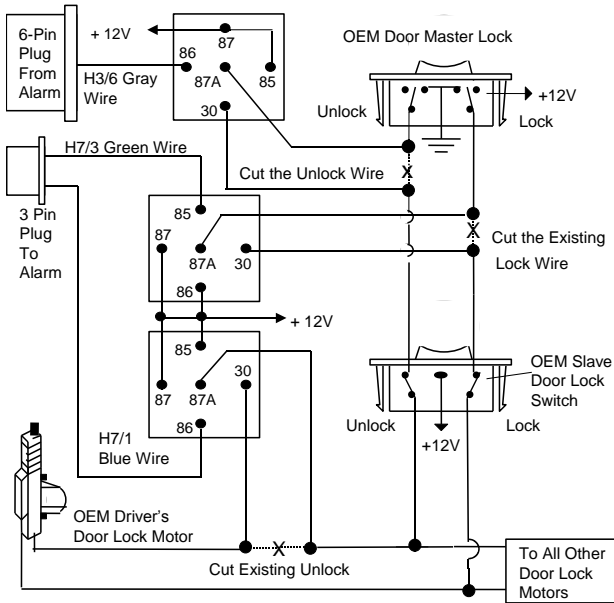 6-Pin
Plug
From
Alarm
+ 12V
87
86
87A
85
H3/6 Gray
Wire
30
OEM Door Master Lock
+12V
Unlock
Lock
H7/3 Green Wire
Cut the Unlock Wire
X
3 Pin
Plug
To
Alarm
85
87
87A
30
86
X
Cut the Existing
Lock Wire
+ 12V
85
30
87
87A
86
H7/1
Blue Wire
OEM Slave
Door Lock
Switch
Unlock
Lock
+12V
OEM Driver's
Door Lock Motor
X
Cut Existing Unlock
To All Other
Door Lock
Motors